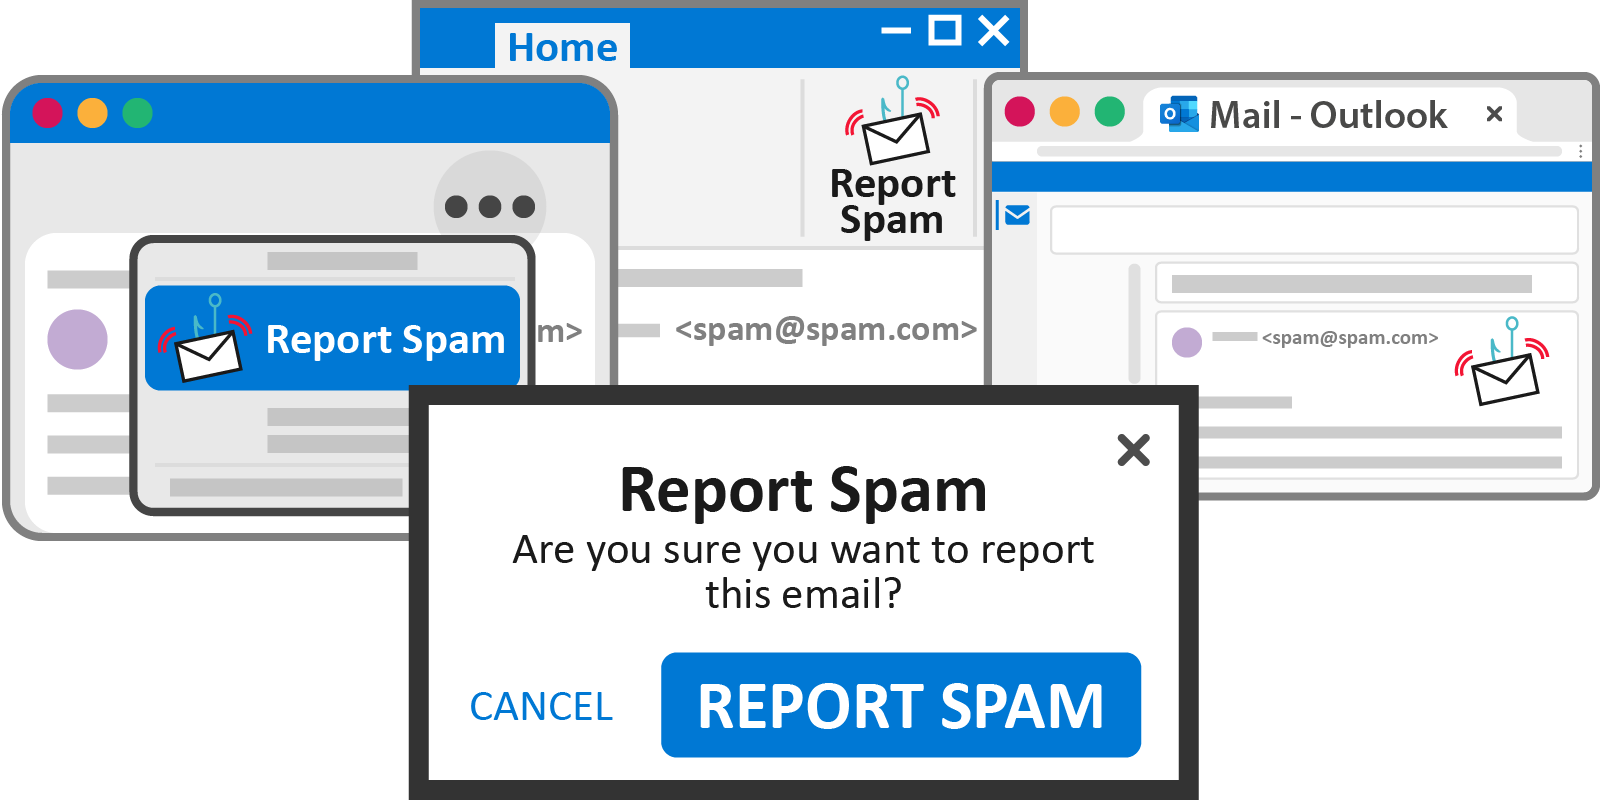 Home
Report
Spam
Mail - Outlook
Report Spam
m>
<spam@spam.com>
<spam@spam.com>
Report Spam
Are you sure you want to report
this email?
CANCEL
REPORT SPAM